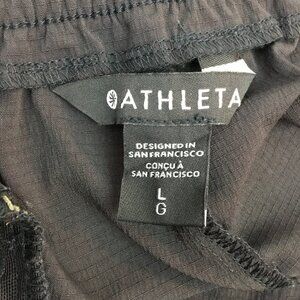 ATHLETA
DESIGNED IN
SAN FRANCISCO
CONÇU À
SAN FRANCISCO
L
G